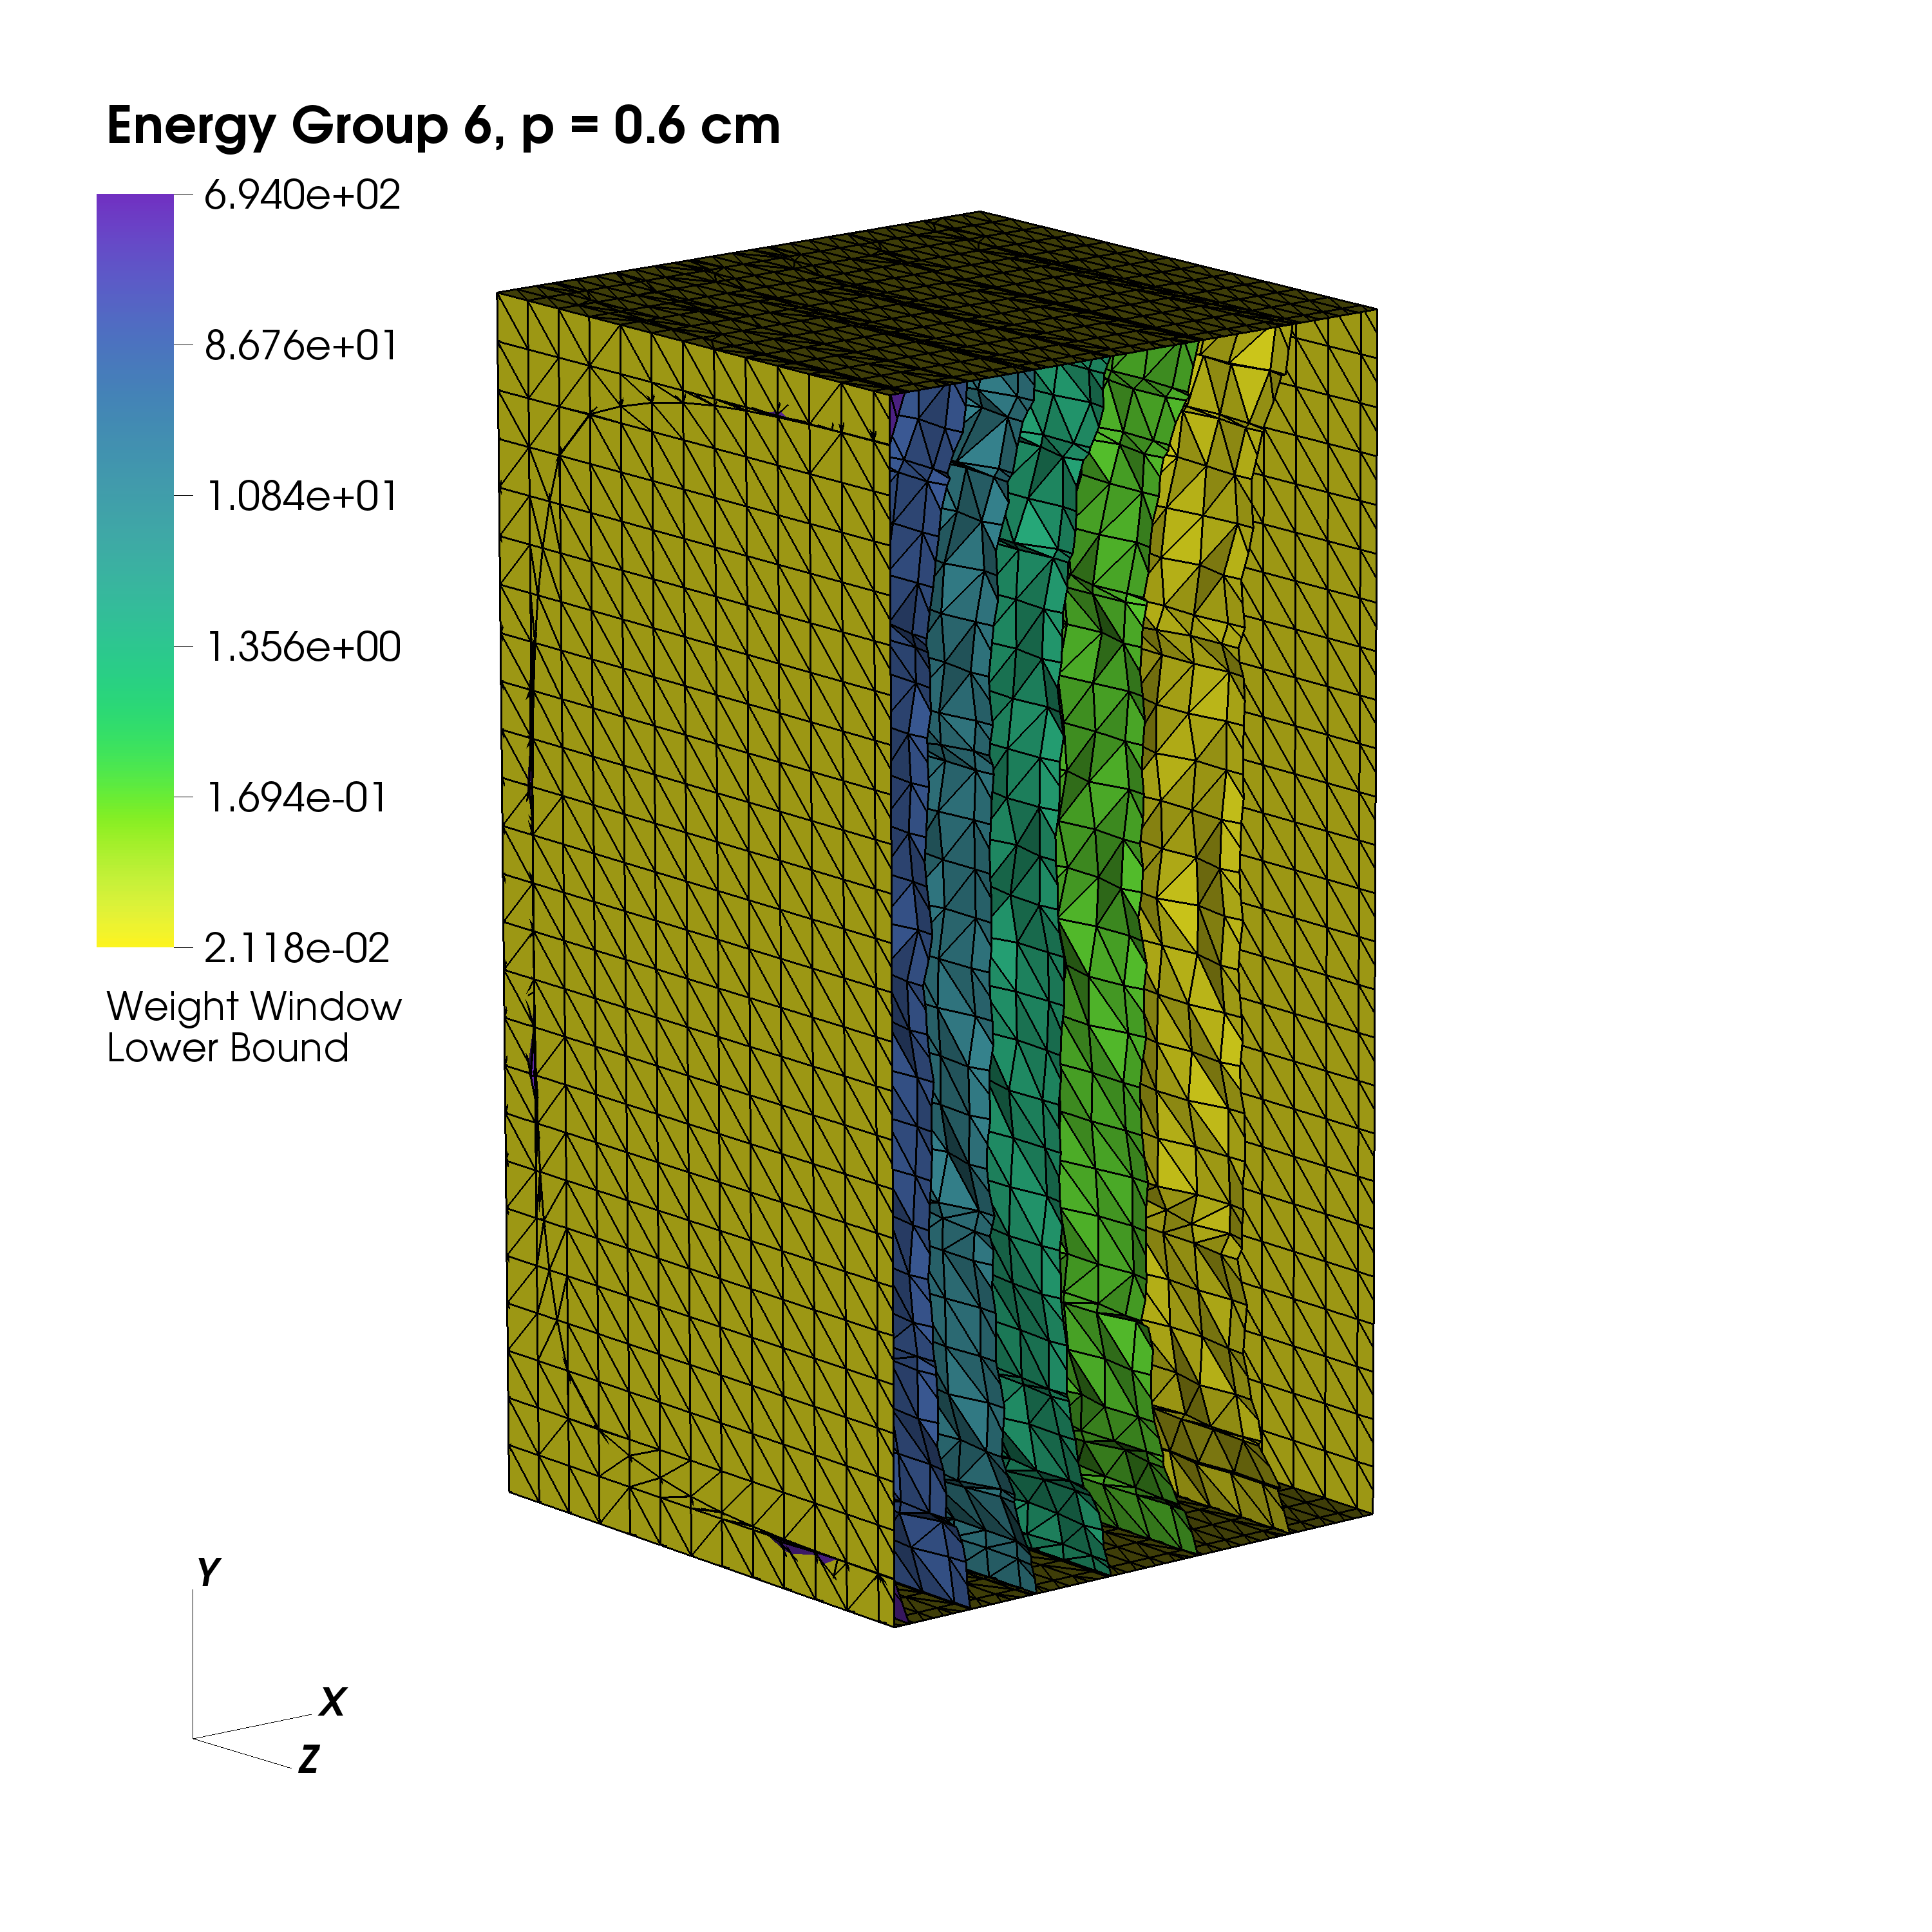 Energy Group 6, p = 0.6 cm
6.940e+02
8.676e+01
1.084e+01
1.356e+00
1.694e-01
2.118e-02
Weight Window
Lower Bound
Y
X
Z